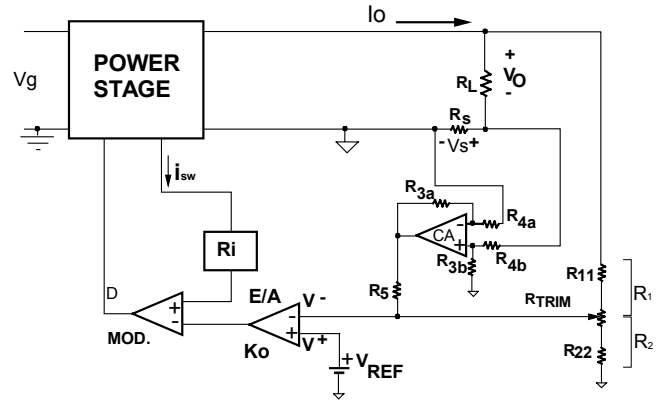 Io
Vg
POWER
STAGE
RL
+
VO
-
Rs
-Vs+
isw
R3a
R4a
CA
-
+
R4b
R3b
Ri
R11
R1
R5
RTRIM
D
E/A
V-
+
-
-
+
MOD.
Ko
V+
R22
R2
+
VREF